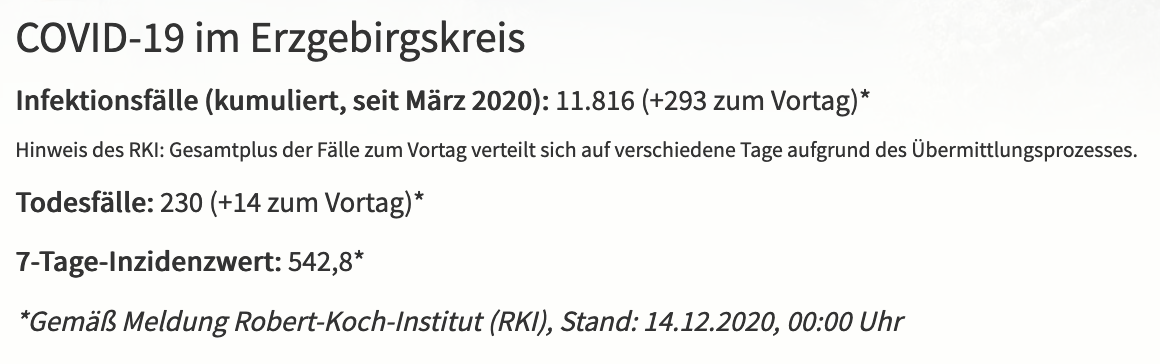 COVID-19 im Erzgebirgskreis
Infektionsfälle (kumuliert, seit März 2020): 11.816 (+293 zum Vortag)*
Hinweis des RKI: Gesamtplus der Fälle zum Vortag verteilt sich auf verschiedene Tage aufgrund des Übermittlungsprozesses.
Todesfälle: 230 (+14 zum Vortag)*
7-Tage-Inzidenzwert: 542,8*
*Gemäß Meldung Robert-Koch-Institut (RKI), Stand: 14.12.2020, 00:00 Uhr